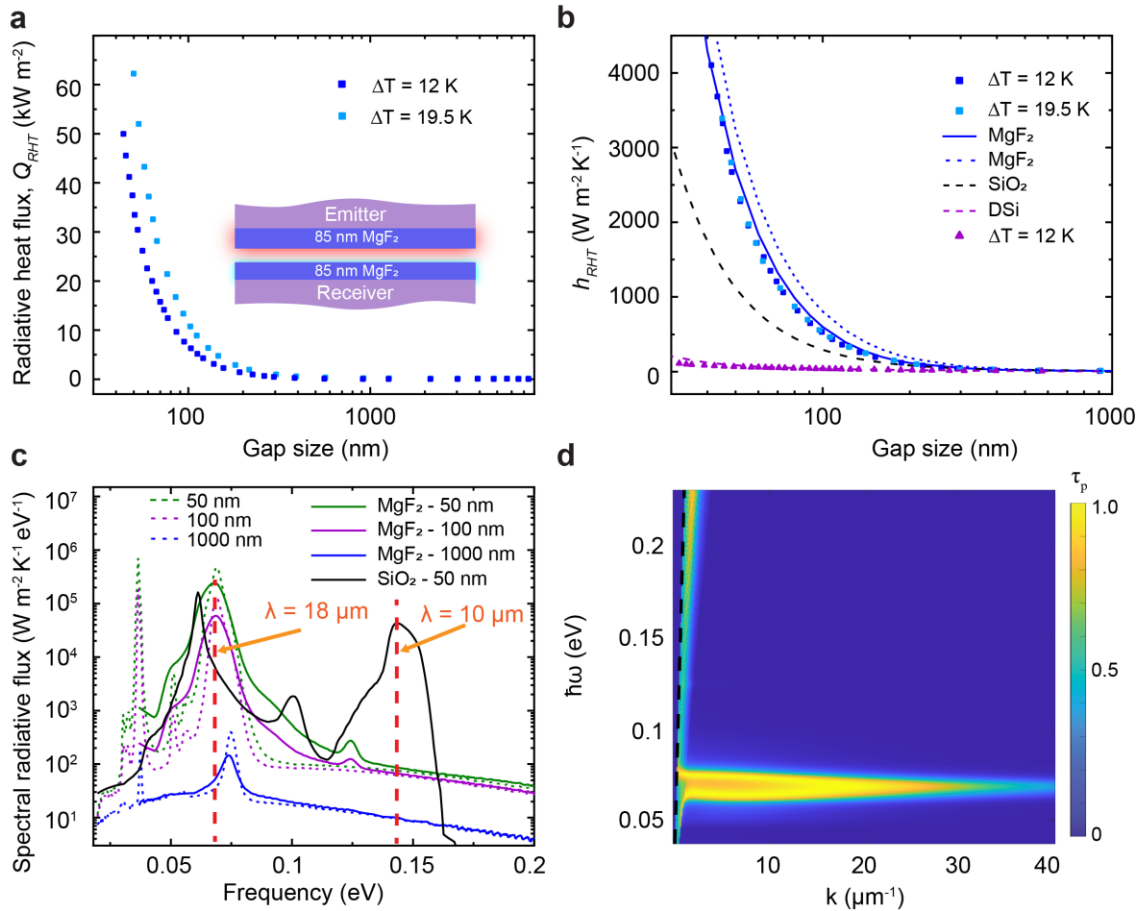 a
Radiative heat flux, Q_RHT (kW m⁻²)
60
50
40
30
20
10
0
ΔT = 12 K
ΔT = 19.5 K
Emitter
85 nm MgF₂
85 nm MgF₂
Receiver
100
1000
Gap size (nm)
b
h_RHT (W m⁻² K⁻¹)
4000
3000
2000
1000
0
ΔT = 12 K
ΔT = 19.5 K
MgF₂
MgF₂
SiO₂
DSi
ΔT = 12 K
100
1000
Gap size (nm)
c
Spectral radiative flux (W m⁻² K⁻¹ eV⁻¹)
10⁷
10⁶
10⁵
10⁴
10³
10²
10¹
50 nm
100 nm
1000 nm
MgF₂ - 50 nm
MgF₂ - 100 nm
MgF₂ - 1000 nm
SiO₂ - 50 nm
λ = 18 μm
λ = 10 μm
0.05
0.1
0.15
0.2
Frequency (eV)
d
ħω (eV)
0.2
0.15
0.1
0.05
10
20
30
40
k (μm⁻¹)
τ_p
1.0
0.5
0